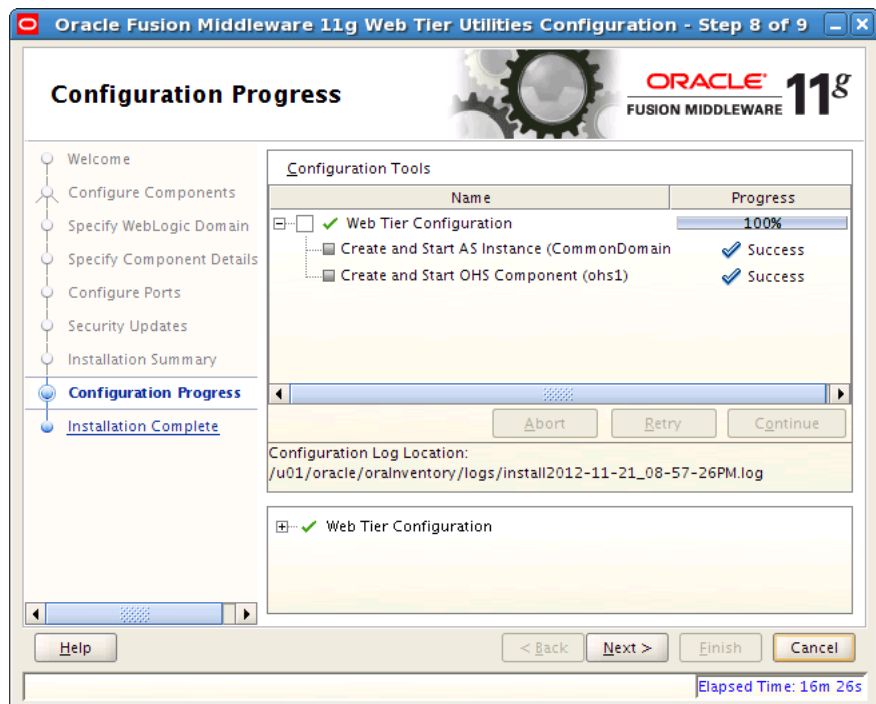 Oracle Fusion Middleware 11g Web Tier Utilities Configuration - Step 8 of 9
Configuration Progress
ORACLE
FUSION MIDDLEWARE
11g
Welcome
Configure Components
Specify WebLogic Domain
Specify Component Details
Configure Ports
Security Updates
Installation Summary
Configuration Progress
Installation Complete
Configuration Tools
Name Progress
Web Tier Configuration 100%
Create and Start AS Instance (CommonDomain Success
Create and Start OHS Component (ohs1) Success
Abort Retry Continue
Configuration Log Location:
/u01/oracle/oraInventory/logs/install2012-11-21_08-57-26PM.log
Web Tier Configuration
Help < Back Next > Finish Cancel
Elapsed Time: 16m 26s